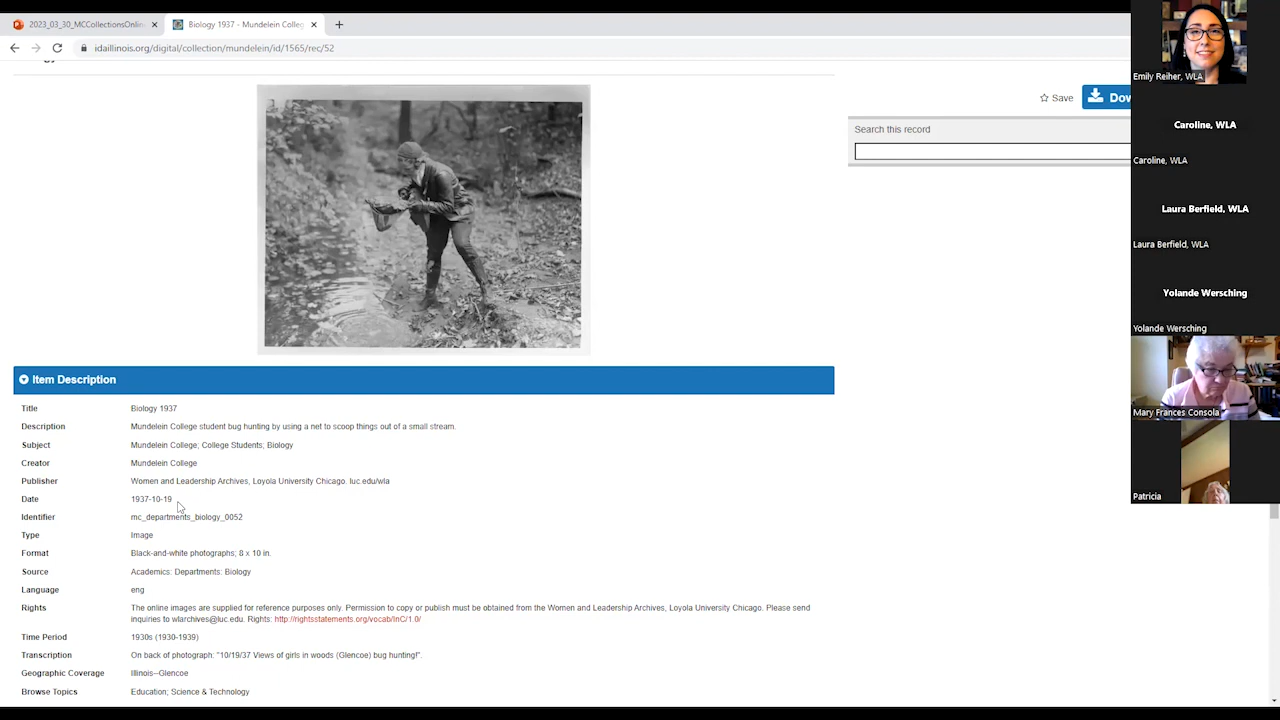 2023_03_30_MCCollectionsOnlin
Biology 1937 - Mundelein Colleg
idaillinois.org/digital/collection/mundelein/id/1565/rec/52
Save
Dow
Search this record
Item Description
Title Biology 1937
Description Mundelein College student bug hunting by using a net to scoop things out of a small stream.
Subject Mundelein College; College Students; Biology
Creator Mundelein College
Publisher Women and Leadership Archives, Loyola University Chicago. luc.edu/wla
Date 1937-10-19
Identifier mc_departments_biology_0052
Type Image
Format Black-and-white photographs; 8 x 10 in.
Source Academics: Departments: Biology
Language eng
Rights The online images are supplied for reference purposes only. Permission to copy or publish must be obtained from the Women and Leadership Archives, Loyola University Chicago. Please send
inquiries to wlarchives@luc.edu. Rights: http://rightsstatements.org/vocab/InC/1.0/
Time Period 1930s (1930-1939)
Transcription On back of photograph: "10/19/37 Views of girls in woods (Glencoe) bug hunting!".
Geographic Coverage Illinois--Glencoe
Browse Topics Education; Science & Technology
Emily Reiher, WLA
Caroline, WLA
Caroline, WLA
Laura Berfield, WLA
Laura Berfield, WLA
Yolande Wersching
Yolande Wersching
Mary Frances Consola
Patricia